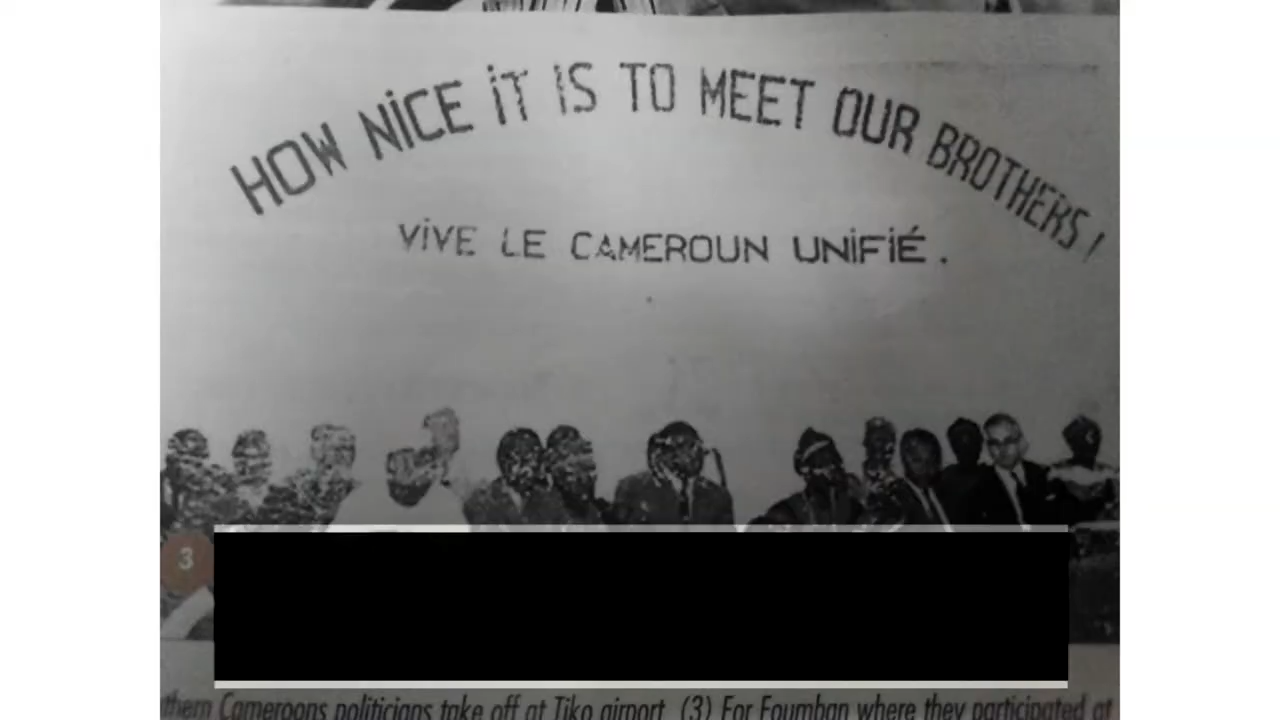 HOW NiCE iT iS TO MEET OUR BROTHERS!
ViVE LE CAMEROUN UNiFiÉ.
3
thern Cameroons politicians take off at Tiko airport (3) For Foumban where they participated at